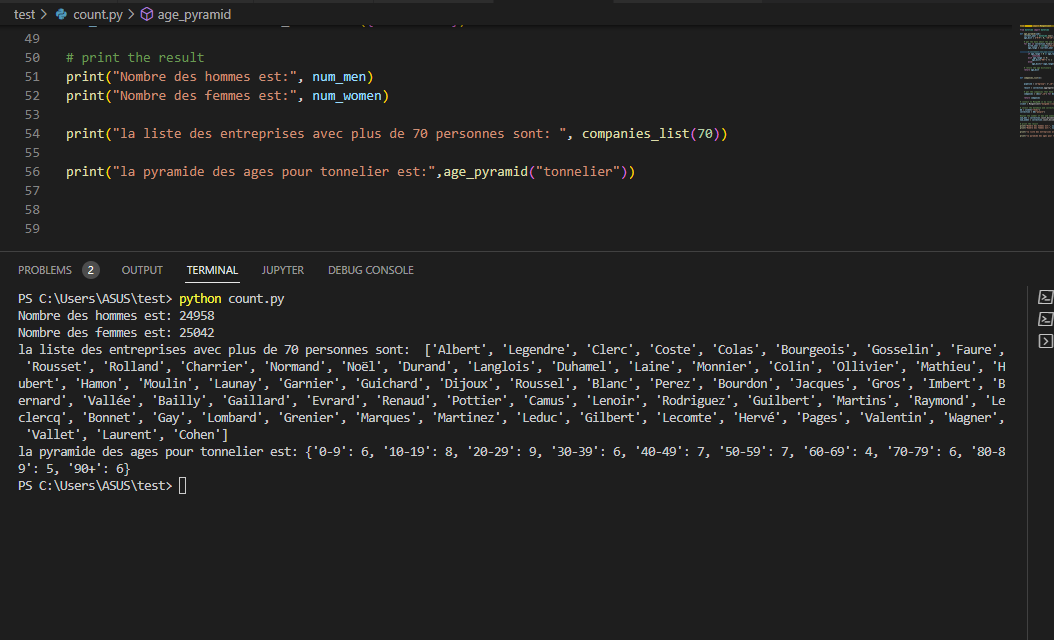 test > count.py > age_pyramid
49
50 # print the result
51 print("Nombre des hommes est:", num_men)
52 print("Nombre des femmes est:", num_women)
53
54 print("la liste des entreprises avec plus de 70 personnes sont: ", companies_list(70))
55
56 print("la pyramide des ages pour tonnelier est:",age_pyramid("tonnelier"))
57
58
59
PROBLEMS 2 OUTPUT TERMINAL JUPYTER DEBUG CONSOLE
PS C:\Users\ASUS\test> python count.py
Nombre des hommes est: 24958
Nombre des femmes est: 25042
la liste des entreprises avec plus de 70 personnes sont:  ['Albert', 'Legendre', 'Clerc', 'Coste', 'Colas', 'Bourgeois', 'Gosselin', 'Faure',
'Rousset', 'Rolland', 'Charrier', 'Normand', 'Noël', 'Durand', 'Langlois', 'Duhamel', 'Laine', 'Monnier', 'Colin', 'Ollivier', 'Mathieu', 'H
ubert', 'Hamon', 'Moulin', 'Launay', 'Garnier', 'Guichard', 'Dijoux', 'Roussel', 'Blanc', 'Perez', 'Bourdon', 'Jacques', 'Gros', 'Imbert', 'B
ernard', 'Vallée', 'Bailly', 'Gaillard', 'Evrard', 'Renaud', 'Pottier', 'Camus', 'Lenoir', 'Rodriguez', 'Guilbert', 'Martins', 'Raymond', 'Le
clercq', 'Bonnet', 'Gay', 'Lombard', 'Grenier', 'Marques', 'Martinez', 'Leduc', 'Gilbert', 'Lecomte', 'Hervé', 'Pages', 'Valentin', 'Wagner',
'Vallet', 'Laurent', 'Cohen']
la pyramide des ages pour tonnelier est: {'0-9': 6, '10-19': 8, '20-29': 9, '30-39': 6, '40-49': 7, '50-59': 7, '60-69': 4, '70-79': 6, '80-8
9': 5, '90+': 6}
PS C:\Users\ASUS\test>